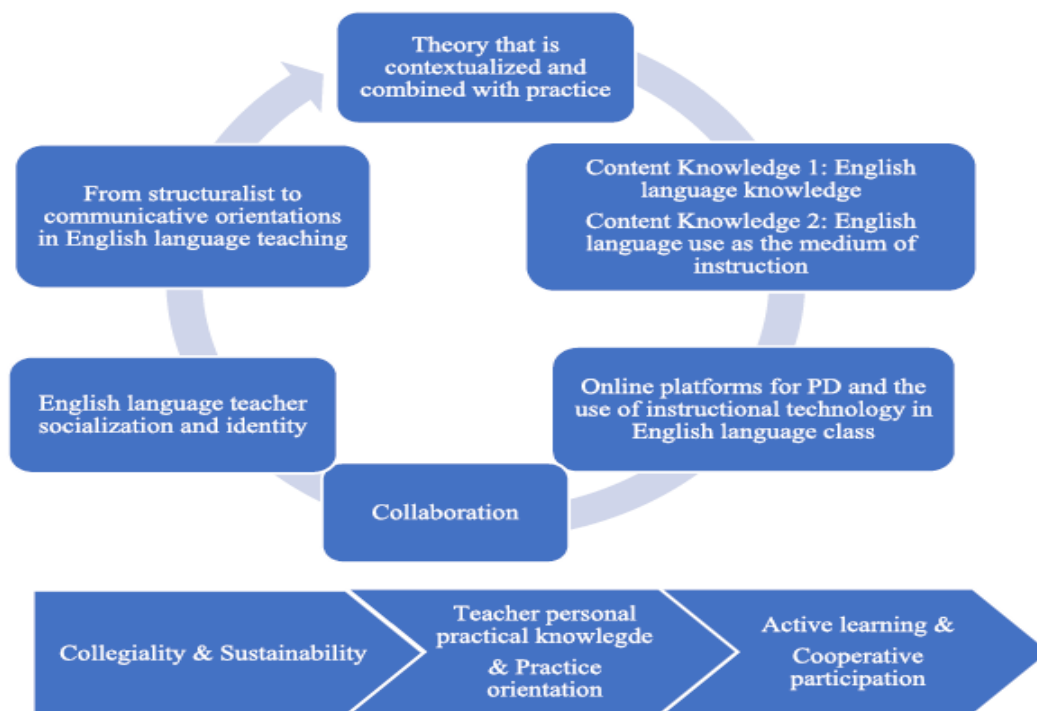 Theory that is
contextualized and
combined with practice
Content Knowledge 1: English
language knowledge
Content Knowledge 2: English
language use as the medium of
instruction
Online platforms for PD and the
use of instructional technology in
English language class
Collaboration
English language teacher
socialization and identity
From structuralist to
communicative orientations
in English language teaching
Collegiality & Sustainability
Teacher personal
practical knowlegde
& Practice
orientation
Active learning &
Cooperative
participation